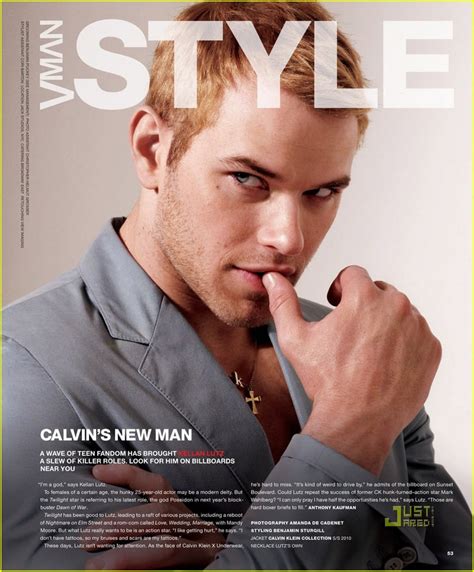 VMAN
STYLE
k
CALVIN'S NEW MAN
A WAVE OF TEEN FANDOM HAS BROUGHT KELLAN LUTZ
A SLEW OF KILLER ROLES. LOOK FOR HIM ON BILLBOARDS
NEAR YOU
"I'm a god," says Kellan Lutz.
To females of a certain age, the hunky 25-year-old actor may be a modern deity. But
the Twilight star is referring to his latest role, the god Poseidon in next year's block-
buster Dawn of War.
Twilight has been good to Lutz, leading to a raft of various projects, including a reboot
of Nightmare on Elm Street and a rom-com called Love, Wedding, Marriage, with Mandy
Moore. But what Lutz really wants to be is an action star. "I like getting hurt," he says. "I
don't have tattoos, so my bruises and scars are my tattoos."
These days, Lutz isn't wanting for attention. As the face of Calvin Klein X Underwear,
he's hard to miss. "It's kind of weird to drive by," he admits of the billboard on Sunset
Boulevard. Could Lutz repeat the success of former CK hunk-turned-action star Mark
Wahlberg? "I can only pray I have half the opportunities he has," says Lutz. "Those are
hard boxer briefs to fill." ANTHONY KAUFMAN
PHOTOGRAPHY AMANDA DE CADENET
STYLING BENJAMIN STURGILL
JACKET CALVIN KLEIN COLLECTION S/S 2010
NECKLACE LUTZ'S OWN
JUST
JARED!
53